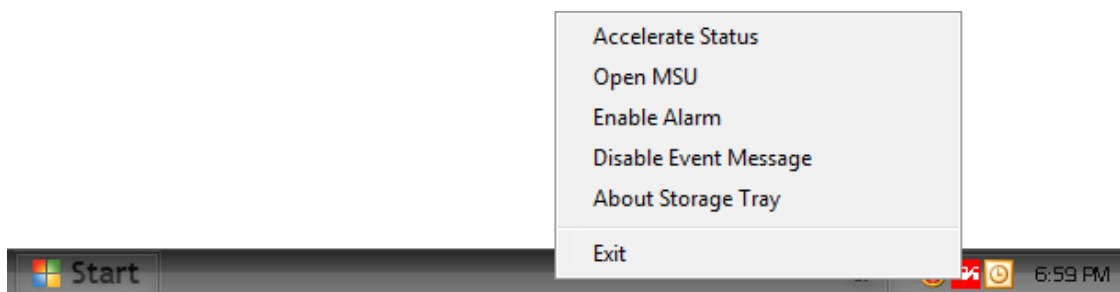 Accelerate Status
Open MSU
Enable Alarm
Disable Event Message
About Storage Tray
Exit
Start
6:59 PM